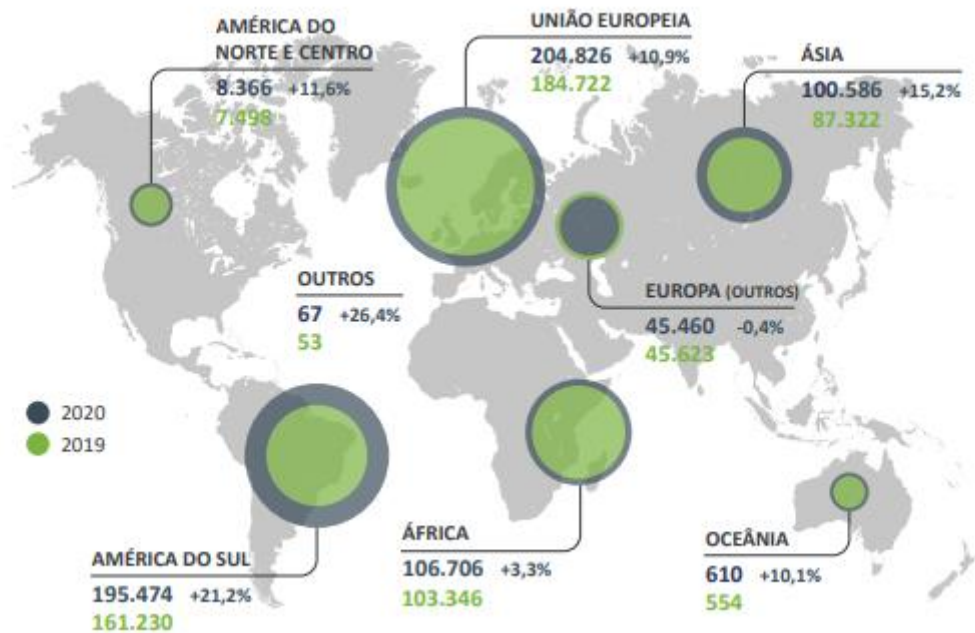 AMÉRICA DO
NORTE E CENTRO
8.366 +11,6%
7.498
UNIÃO EUROPEIA
204.826 +10,9%
184.722
ÁSIA
100.586 +15,2%
87.322
OUTROS
67 +26,4%
53
EUROPA (OUTROS)
45.460 -0,4%
45.623
2020
2019
AMÉRICA DO SUL
195.474 +21,2%
161.230
ÁFRICA
106.706 +3,3%
103.346
OCEÂNIA
610 +10,1%
554